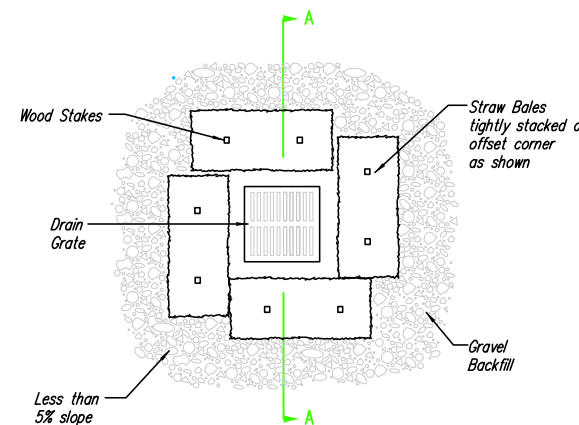 A
Wood Stakes
Straw Bales
tightly stacked
offset corner
as shown
Drain
Grate
Gravel
Backfill
Less than
5% slope
A